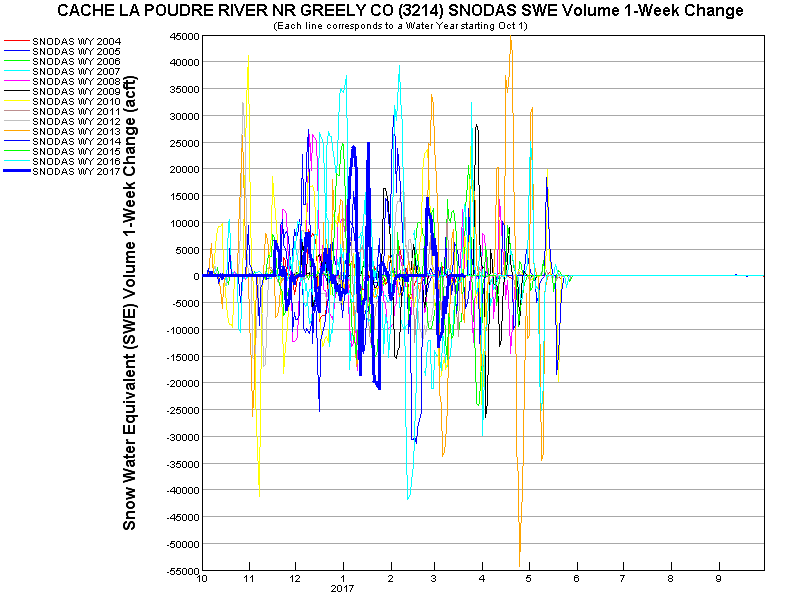 CACHE LA POUDRE RIVER NR GREELY CO (3214) SNODAS SWE Volume 1-Week Change
(Each line corresponds to a Water Year starting Oct 1)
SNODAS WY 2004
SNODAS WY 2005
SNODAS WY 2006
SNODAS WY 2007
SNODAS WY 2008
SNODAS WY 2009
SNODAS WY 2010
SNODAS WY 2011
SNODAS WY 2012
SNODAS WY 2013
SNODAS WY 2014
SNODAS WY 2015
SNODAS WY 2016
SNODAS WY 2017
Snow Water Equivalent (SWE) Volume 1-Week Change (acft)
45000
40000
35000
30000
25000
20000
15000
10000
5000
0
-5000
-10000
-15000
-20000
-25000
-30000
-35000
-40000
-45000
-50000
-55000
10 11 12 1 2 3 4 5 6 7 8 9
2017